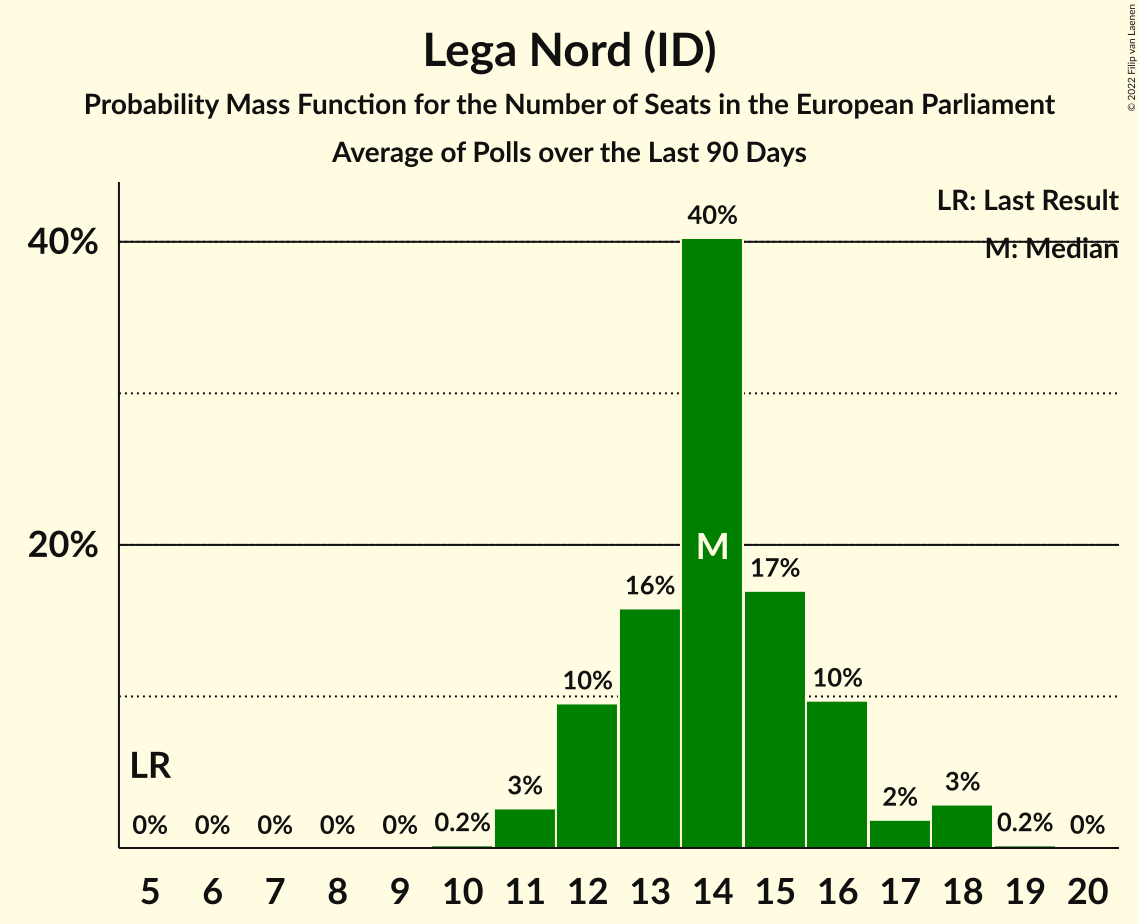 Lega Nord (ID)
Probability Mass Function for the Number of Seats in the European Parliament
Average of Polls over the Last 90 Days
© 2022 Filip van Laenen
LR: Last Result
M: Median
40%
20%
LR
M
0% 0% 0% 0% 0% 0.2% 3% 10% 16% 40% 17% 10% 2% 3% 0.2% 0%
5 6 7 8 9 10 11 12 13 14 15 16 17 18 19 20